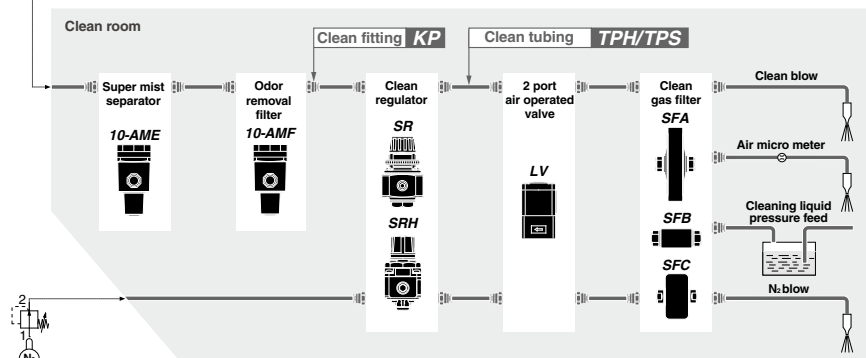 Clean room
Clean fitting KP
Clean tubing TPH/TPS
Super mist
separator
10-AME
Odor
removal
filter
10-AMF
Clean
regulator
SR
SRH
2 port
air operated
valve
LV
Clean
gas filter
SFA
SFB
SFC
Clean blow
Air micro meter
Cleaning liquid
pressure feed
N₂ blow
2
1
N₂